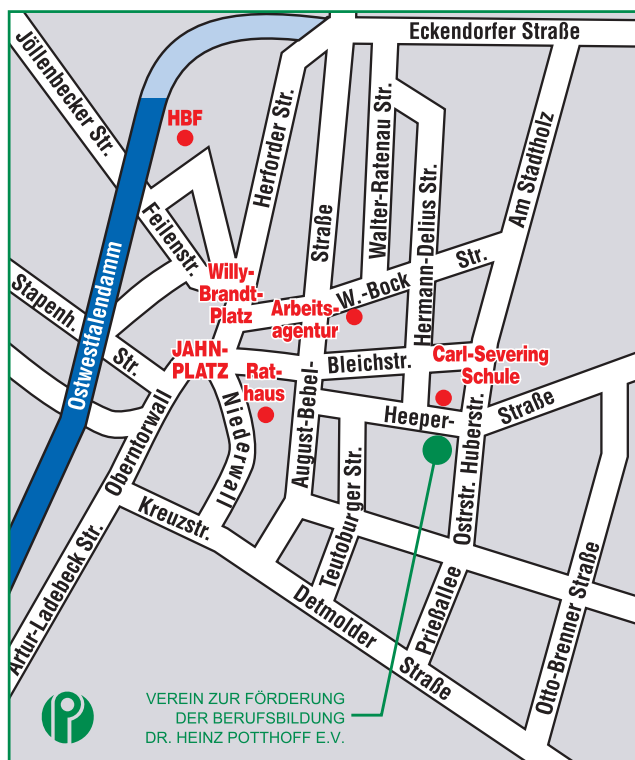 Eckendorfer Straße
Jöllenbecker Str.
HBF
Herforder Str.
Straße
Walter-Ratenau Str.
Hermann-Delius Str.
Am Stadtholz
Feilenstr.
Ostwestfalendamm
Stapenh.
Str.
Willy-
Brandt-
Platz
Arbeits-
agentur
W.-Bock
Str.
JAHN-
PLATZ
Rat-
haus
Bleichstr.
Carl-Severing
Schule
Heeper-
Straße
Niederwall
August-Bebel-
Oberntorwall
Kreuzstr.
Teutoburger Str.
Huberstr.
Ostrstr.
Prießallee
Detmolder
Straße
Otto-Brenner Straße
Artur-Ladebeck Str.
VEREIN ZUR FÖRDERUNG
DER BERUFSBILDUNG
DR. HEINZ POTTHOFF E.V.